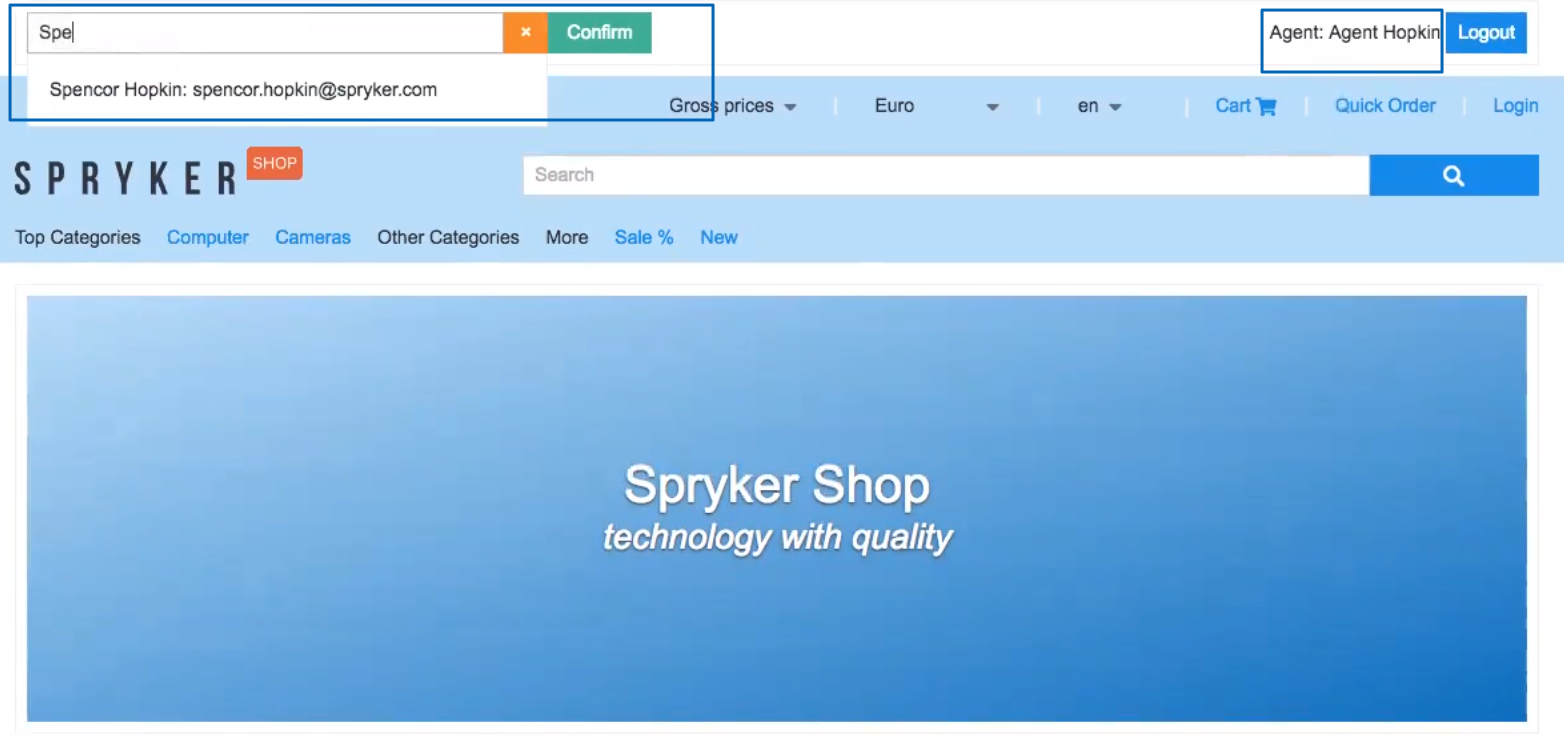 Spe × Confirm Agent: Agent Hopkin Logout
Spencor Hopkin: spencor.hopkin@spryker.com
Gross prices Euro en Cart Quick Order Login
SPRYKER SHOP
Search
Top Categories Computer Cameras Other Categories More Sale % New
Spryker Shop
technology with quality